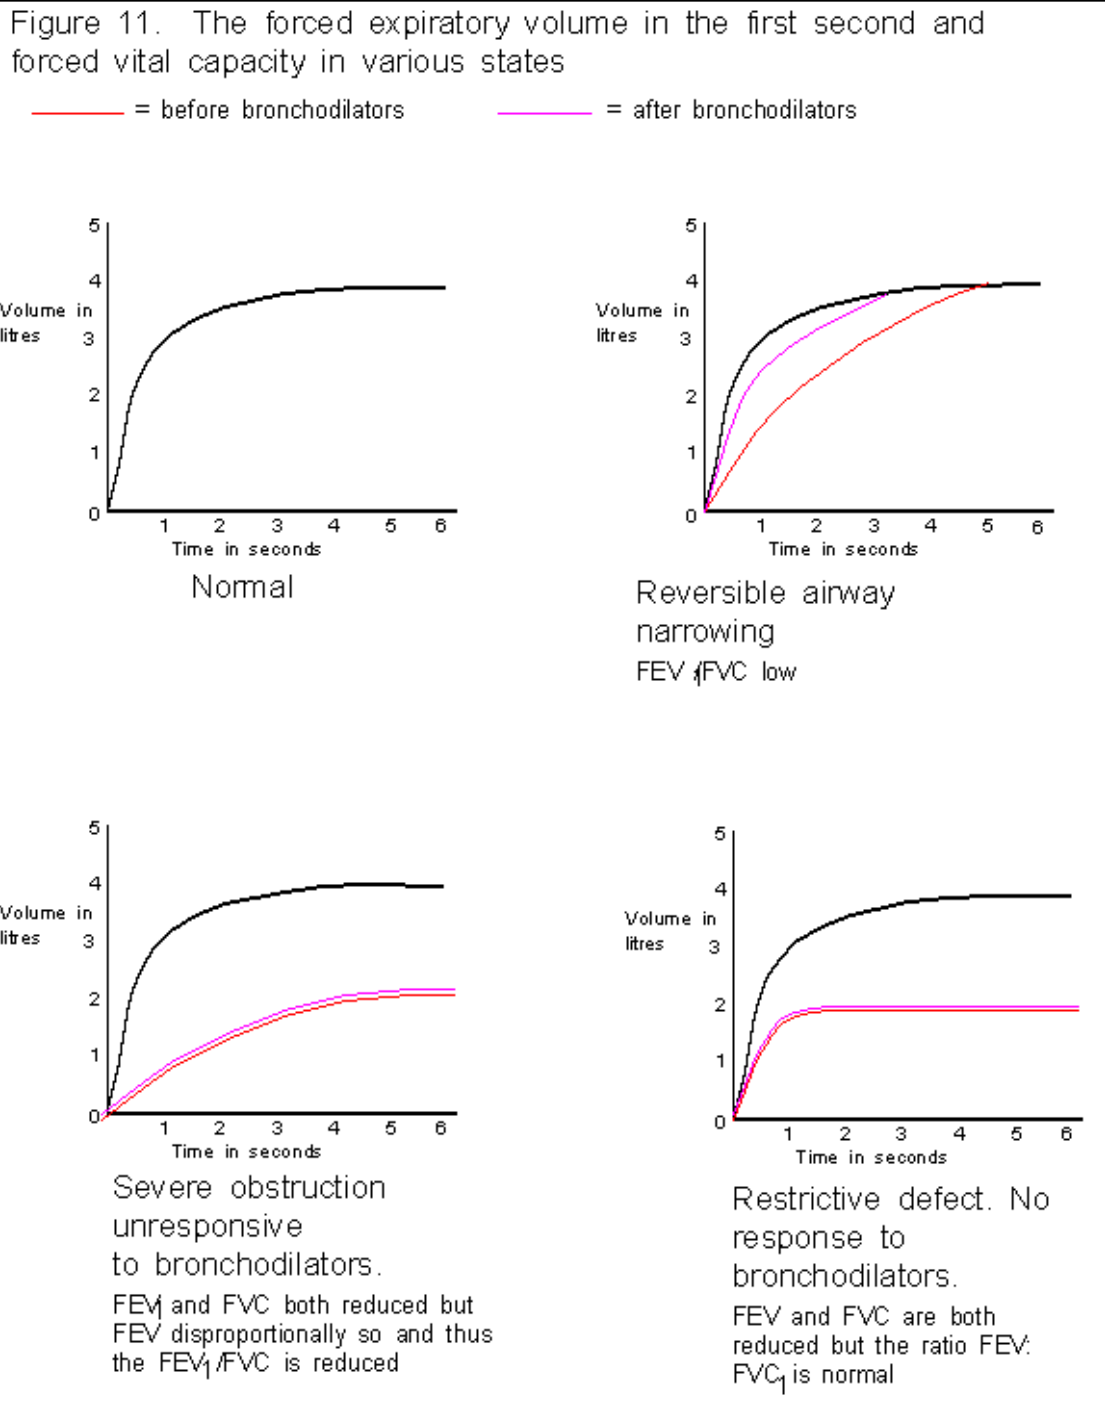 Figure 11. The forced expiratory volume in the first second and
forced vital capacity in various states
= before bronchodilators
= after bronchodilators
5
4
Volume in
litres
3
2
1
0
1 2 3 4 5 6
Time in seconds
Normal
5
4
Volume in
litres
3
2
1
0
1 2 3 4 5 6
Time in seconds
Reversible airway
narrowing
FEV1/FVC low
5
4
Volume in
litres
3
2
1
0
1 2 3 4 5 6
Time in seconds
Severe obstruction
unresponsive
to bronchodilators.
FEV1 and FVC both reduced but
FEV disproportionally so and thus
the FEV1/FVC is reduced
5
4
Volume in
litres
3
2
1
0
1 2 3 4 5 6
Time in seconds
Restrictive defect. No
response to
bronchodilators.
FEV and FVC are both
reduced but the ratio FEV:
FVC1 is normal